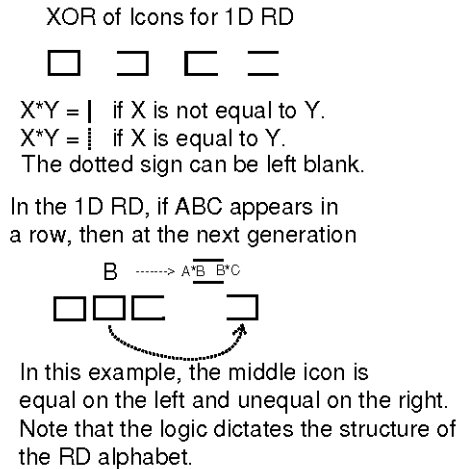 XOR of Icons for 1D RD
X*Y = | if X is not equal to Y.
X*Y = ┊ if X is equal to Y.
The dotted sign can be left blank.
In the 1D RD, if ABC appears in
a row, then at the next generation
B ------> A*B B*C
In this example, the middle icon is
equal on the left and unequal on the right.
Note that the logic dictates the structure of
the RD alphabet.